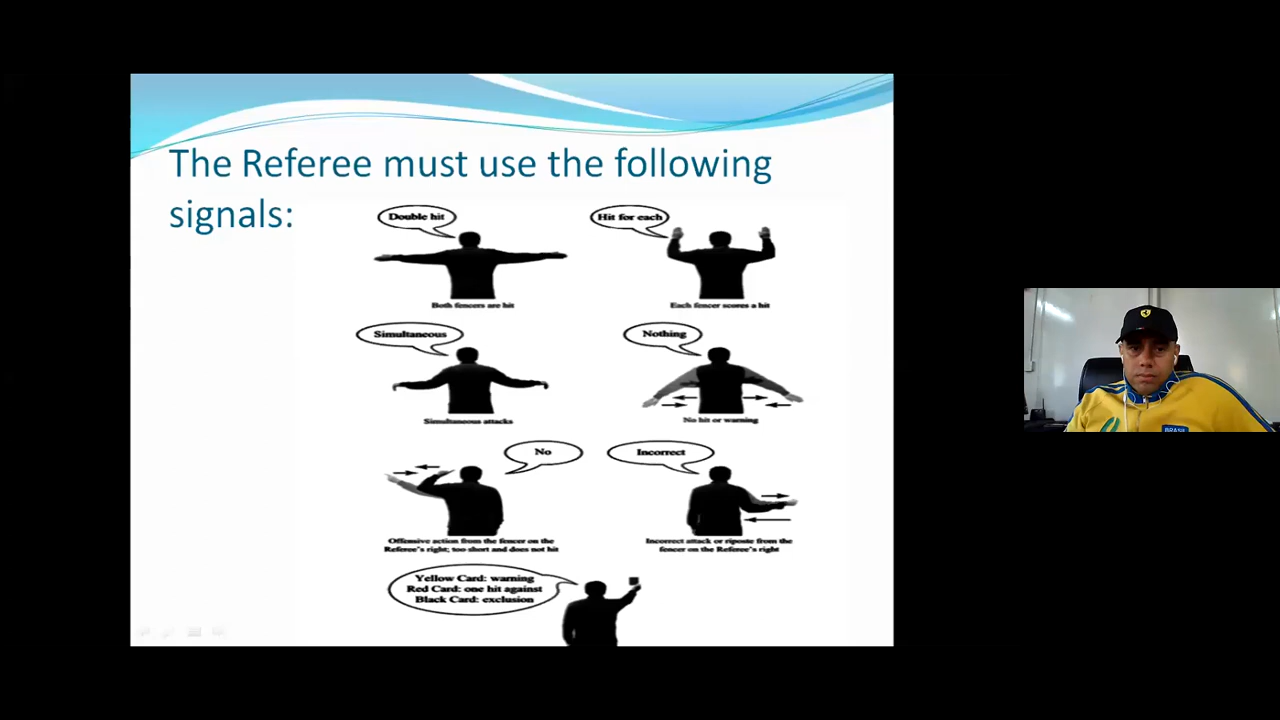 The Referee must use the following
signals:
Double hit
Hit for each
Both fencers are hit
Each fencer scores a hit
Simultaneous
Nothing
Simultaneous attacks
No hit or warning
No
Incorrect
Offensive action from the fencer on the
Referee's right; too short and does not hit
Incorrect attack or riposte from the
fencer on the Referee's right
Yellow Card: warning
Red Card: one hit against
Black Card: exclusion
BRASIL